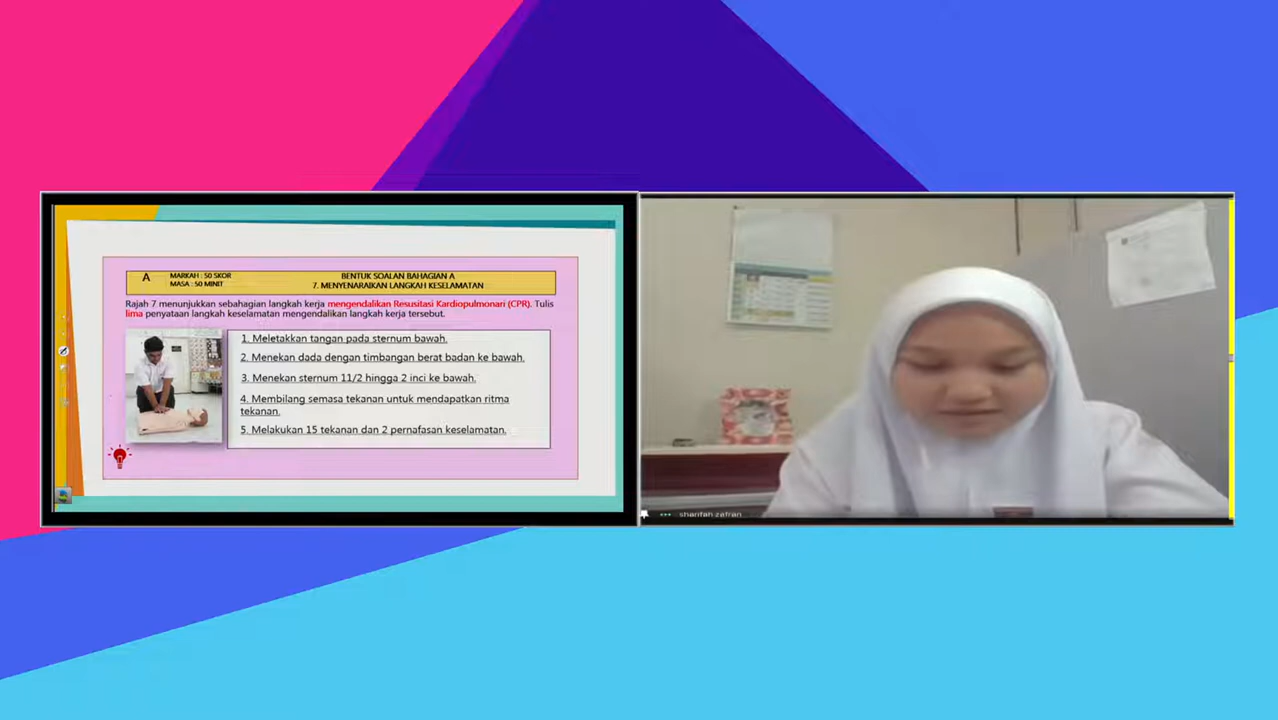 A
MARKAH : 50 SKOR
MASA : 50 MINIT
BENTUK SOALAN BAHAGIAN A
7. MENYENARAIKAN LANGKAH KESELAMATAN
Rajah 7 menunjukkan sebahagian langkah kerja mengendalikan Resusitasi Kardiopulmonari (CPR). Tulis
lima penyataan langkah keselamatan mengendalikan langkah kerja tersebut.
1. Meletakkan tangan pada sternum bawah.
2. Menekan dada dengan timbangan berat badan ke bawah.
3. Menekan sternum 11/2 hingga 2 inci ke bawah.
4. Membilang semasa tekanan untuk mendapatkan ritma
tekanan.
5. Melakukan 15 tekanan dan 2 pernafasan keselamatan.
sharifah zafran